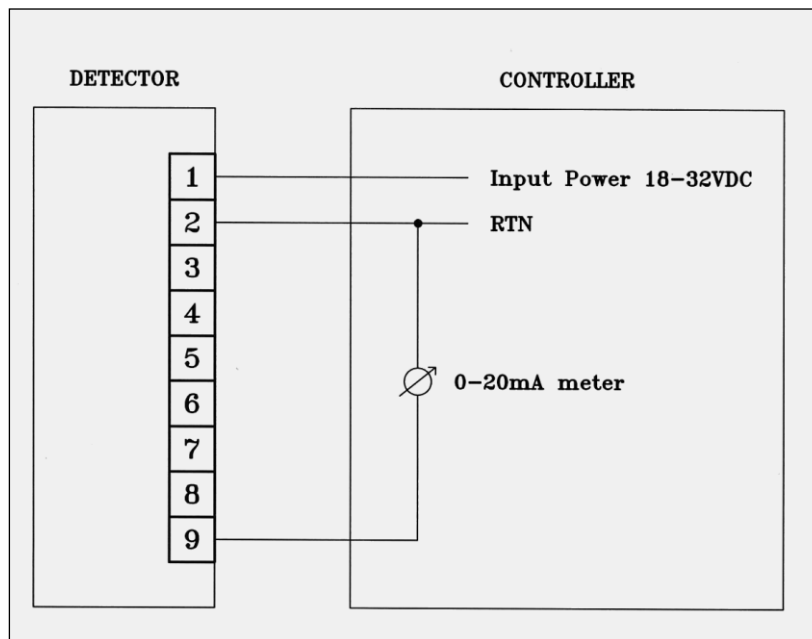 DETECTOR
CONTROLLER
1
Input Power 18-32VDC
2
RTN
3
4
5
0-20mA meter
6
7
8
9